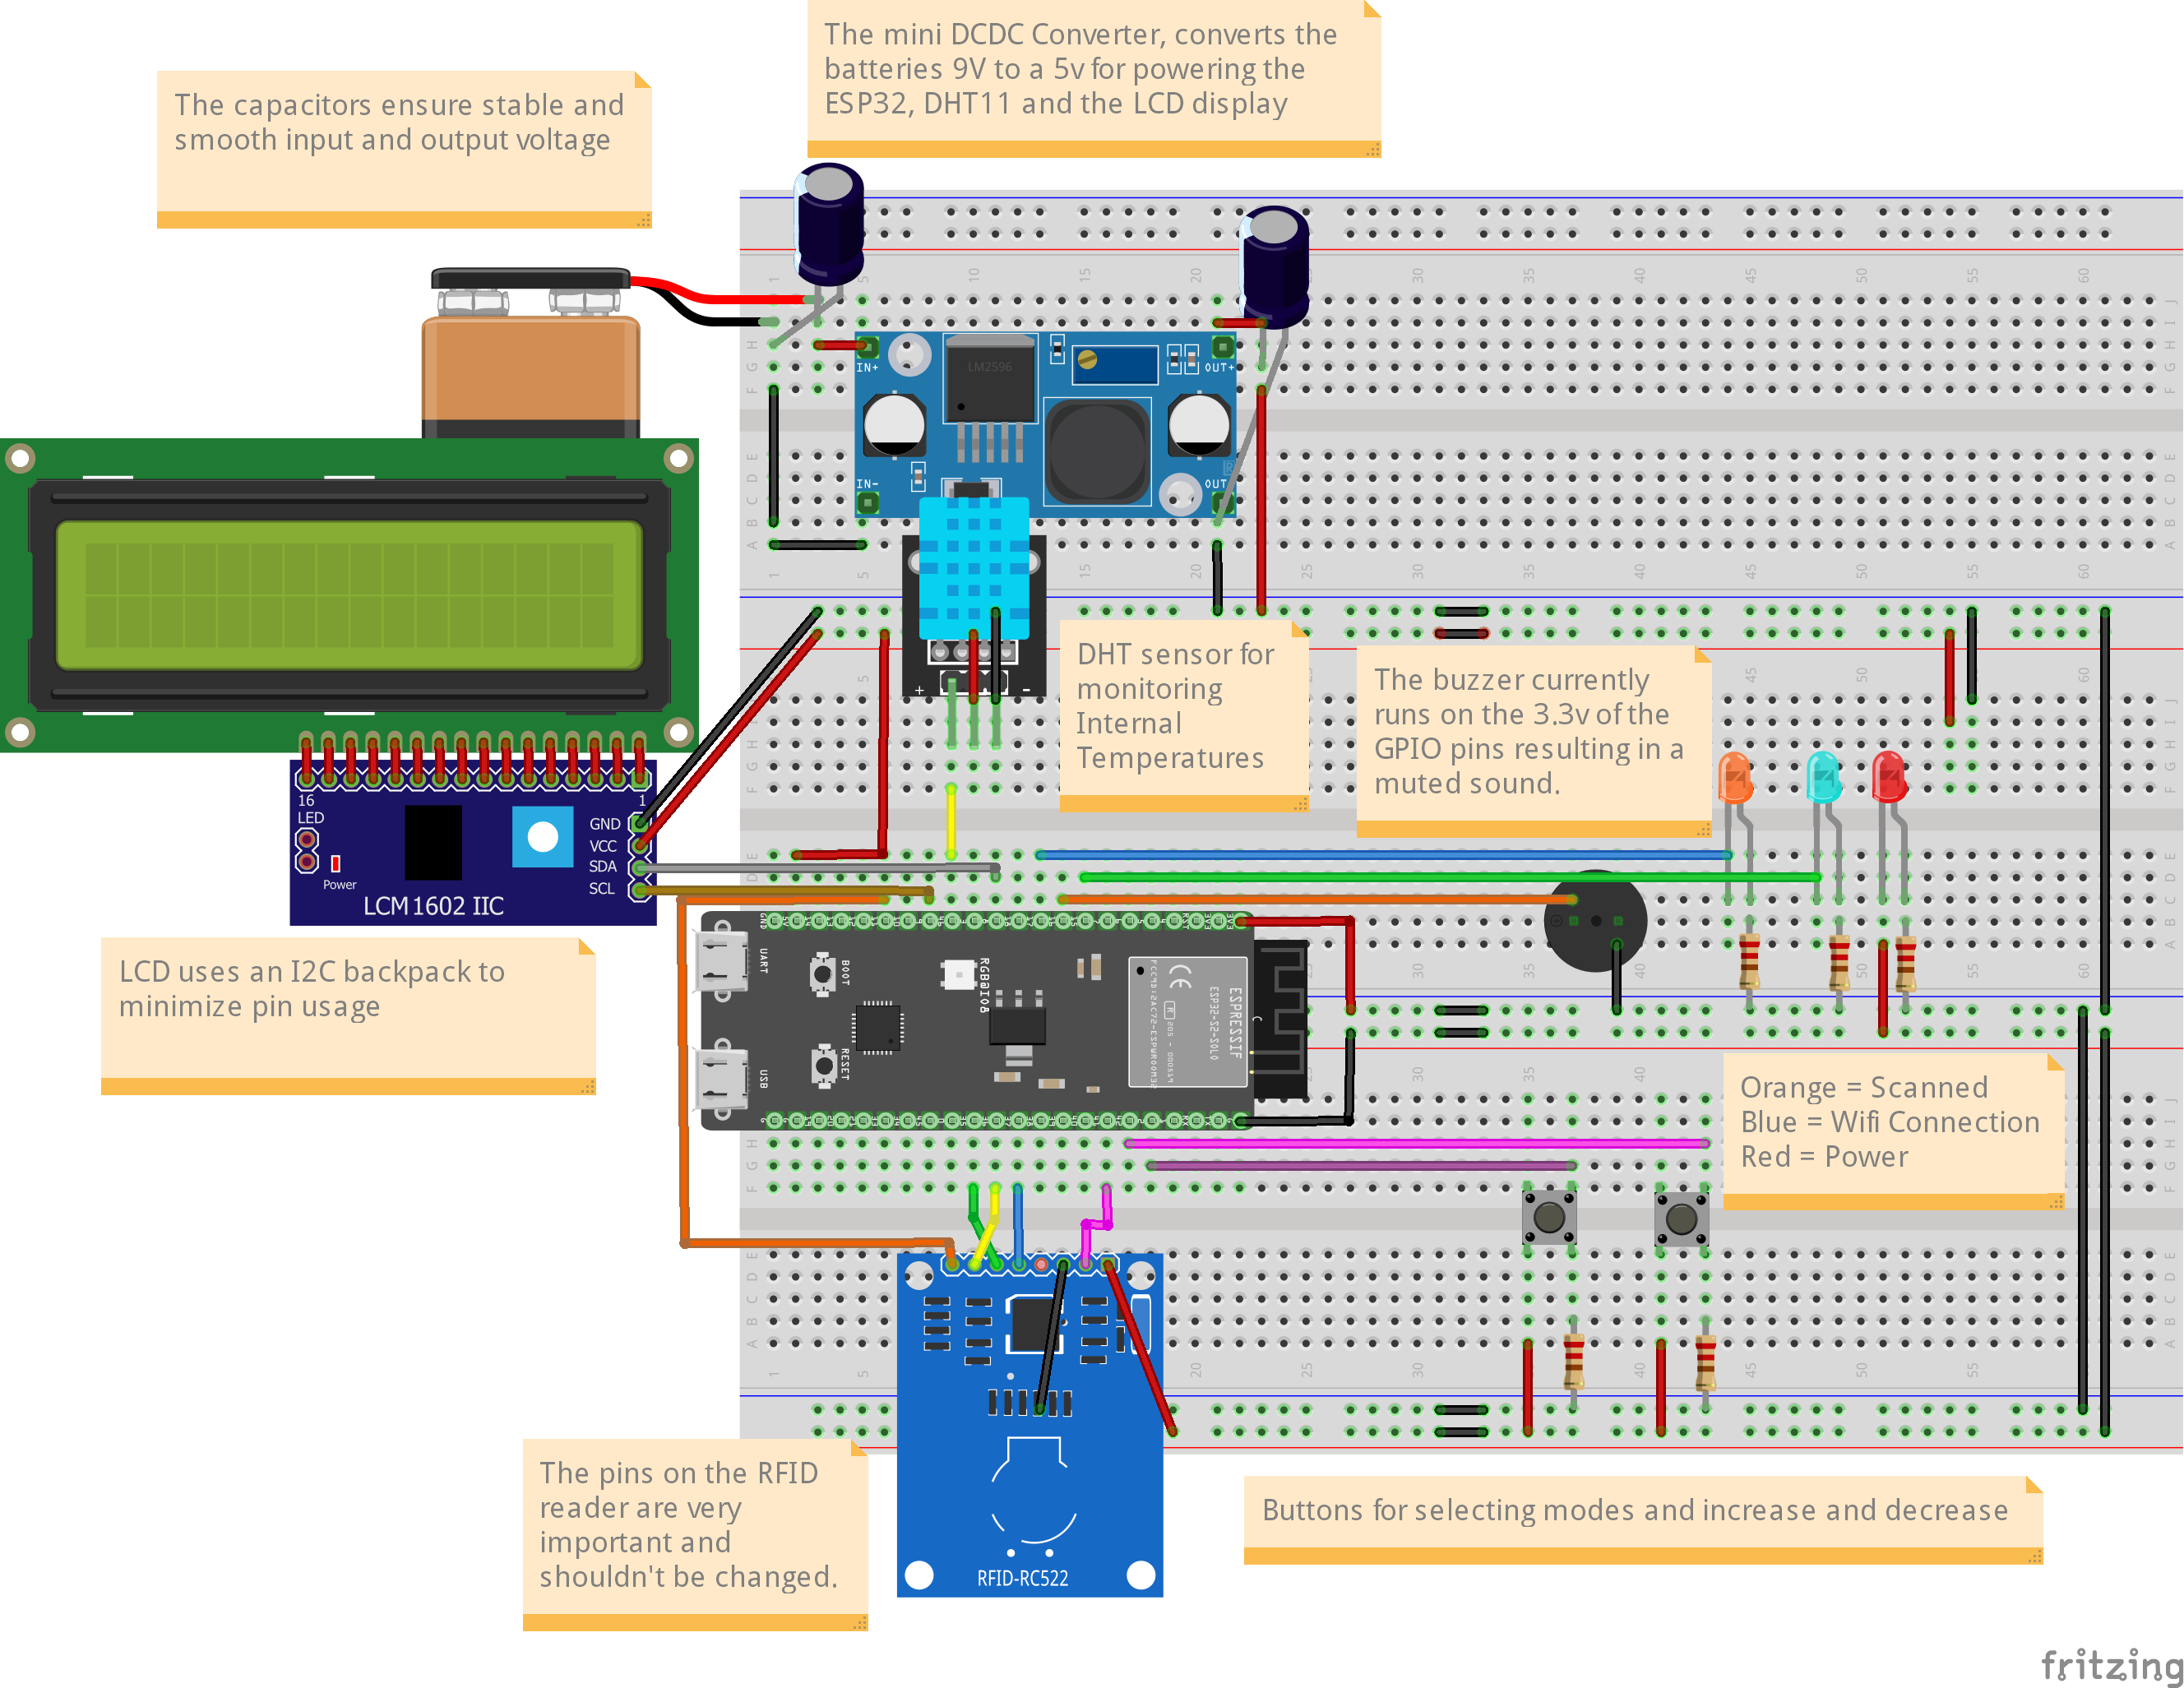 The mini DCDC Converter, converts the
batteries 9V to a 5v for powering the
ESP32, DHT11 and the LCD display
The capacitors ensure stable and
smooth input and output voltage
LM2596
IN+
OUT+
IN-
OUT
DHT sensor for
monitoring
Internal
Temperatures
The buzzer currently
runs on the 3.3v of the
GPIO pins resulting in a
muted sound.
+
-
16
1
LED
GND
VCC
SDA
SCL
Power
LCM1602 IIC
LCD uses an I2C backpack to
minimize pin usage
UART
BOOT
RGB@IO8
ESPRESSIF
ESP32-S2-SOLO
RESET
USB
Orange = Scanned
Blue = Wifi Connection
Red = Power
The pins on the RFID
reader are very
important and
shouldn't be changed.
RFID-RC522
Buttons for selecting modes and increase and decrease
fritzing